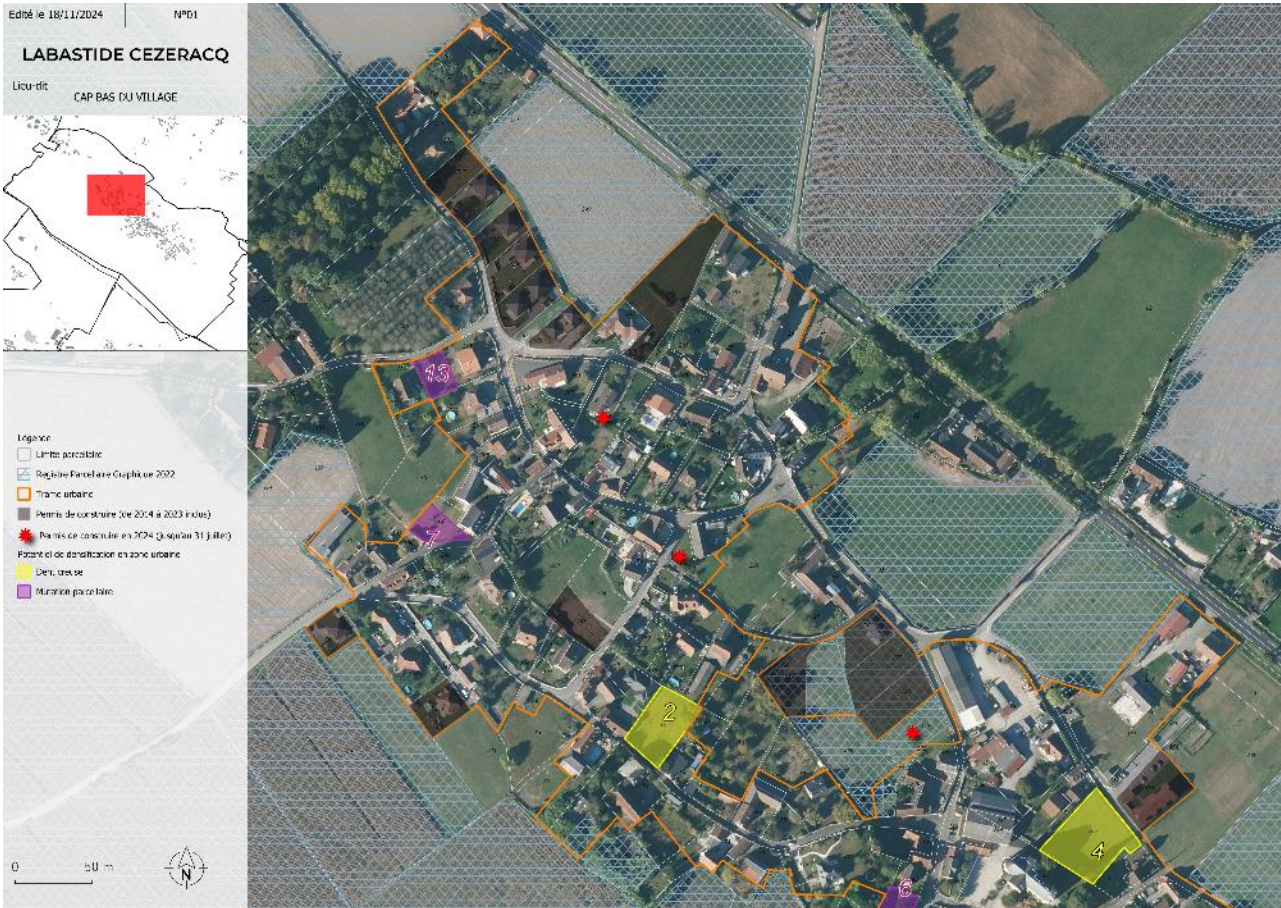 Edité le 18/11/2024
N°01
LABASTIDE CEZERACQ
Lieu-dit
CAP BAS DU VILLAGE
Légence
Limite parcellaire
Registre Parcellaire Graphique 2022
Trame urbaine
Permis de construire (de 2014 à 2023 inclus)
Permis de construire en 2024 (jusqu'au 31 juillet)
Potentiel de densification en zone urbaine
Dent creuse
Mutation parcellaire
13
7
2
4
6
0 50 m
N